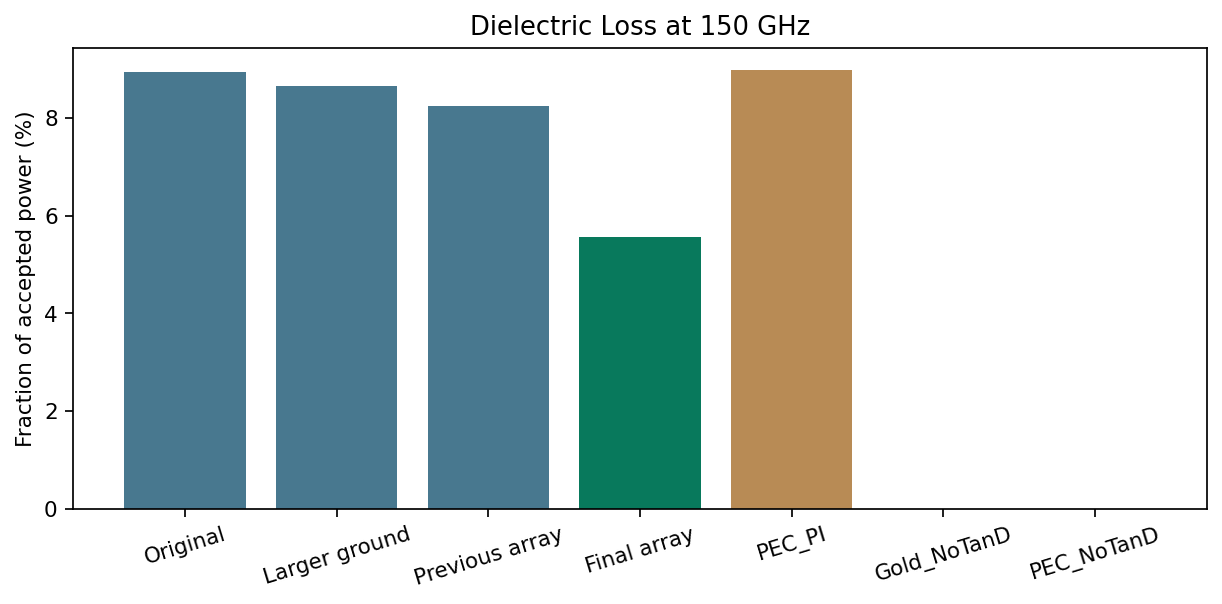 Dielectric Loss at 150 GHz
Fraction of accepted power (%)
8
6
4
2
0
Original
Larger ground
Previous array
Final array
PEC_PI
Gold_NoTanD
PEC_NoTanD